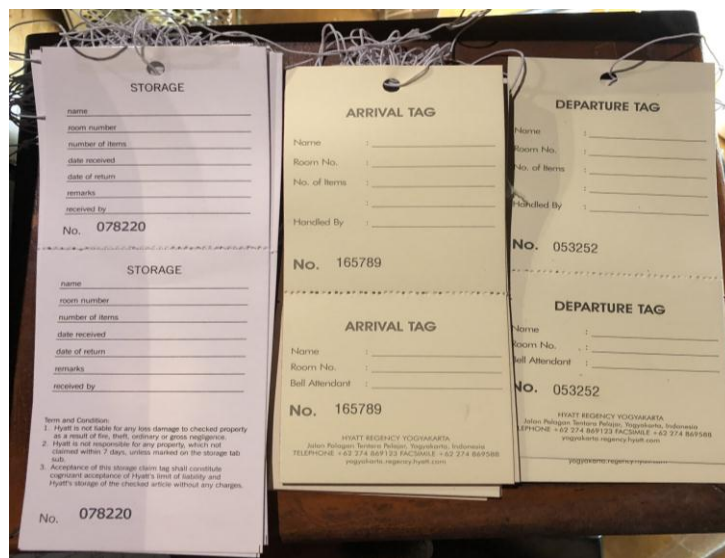 STORAGE
name
room number
number of items
date received
date of return
remarks
received by
No. 078220
STORAGE
name
room number
number of items
date received
date of return
remarks
received by
Term and Condition:
1. Hyatt is not liable for any loss damage to checked property
as a result of fire, theft, ordinary or gross negligence.
2. Hyatt is not responsible for any property, which not
claimed within 7 days, unless marked on the storage tab
sub.
3. Acceptance of this storage claim tag shall constitute
cognizant acceptance of Hyatt's limit of liability and
Hyatt's storage of the checked article without any charges.
No. 078220
ARRIVAL TAG
Name :
Room No. :
No. of Items :
:
Handled By :
No. 165789
ARRIVAL TAG
Name :
Room No. :
Bell Attendant :
No. 165789
HYATT REGENCY YOGYAKARTA
Jalan Palagan Tentara Pelajar, Yogyakarta, Indonesia
TELEPHONE +62 274 869123 FACSIMILE +62 274 869588
yogyakarta.regency.hyatt.com
DEPARTURE TAG
Name :
Room No. :
No. of Items :
:
Handled By :
No. 053252
DEPARTURE TAG
Name :
Room No. :
Bell Attendant :
No. 053252
HYATT REGENCY YOGYAKARTA
Jalan Palagan Tentara Pelajar, Yogyakarta, Indonesia
TELEPHONE +62 274 869123 FACSIMILE +62 274 869588
yogyakarta.regency.hyatt.com
yogyakarta.regency.hyatt.com